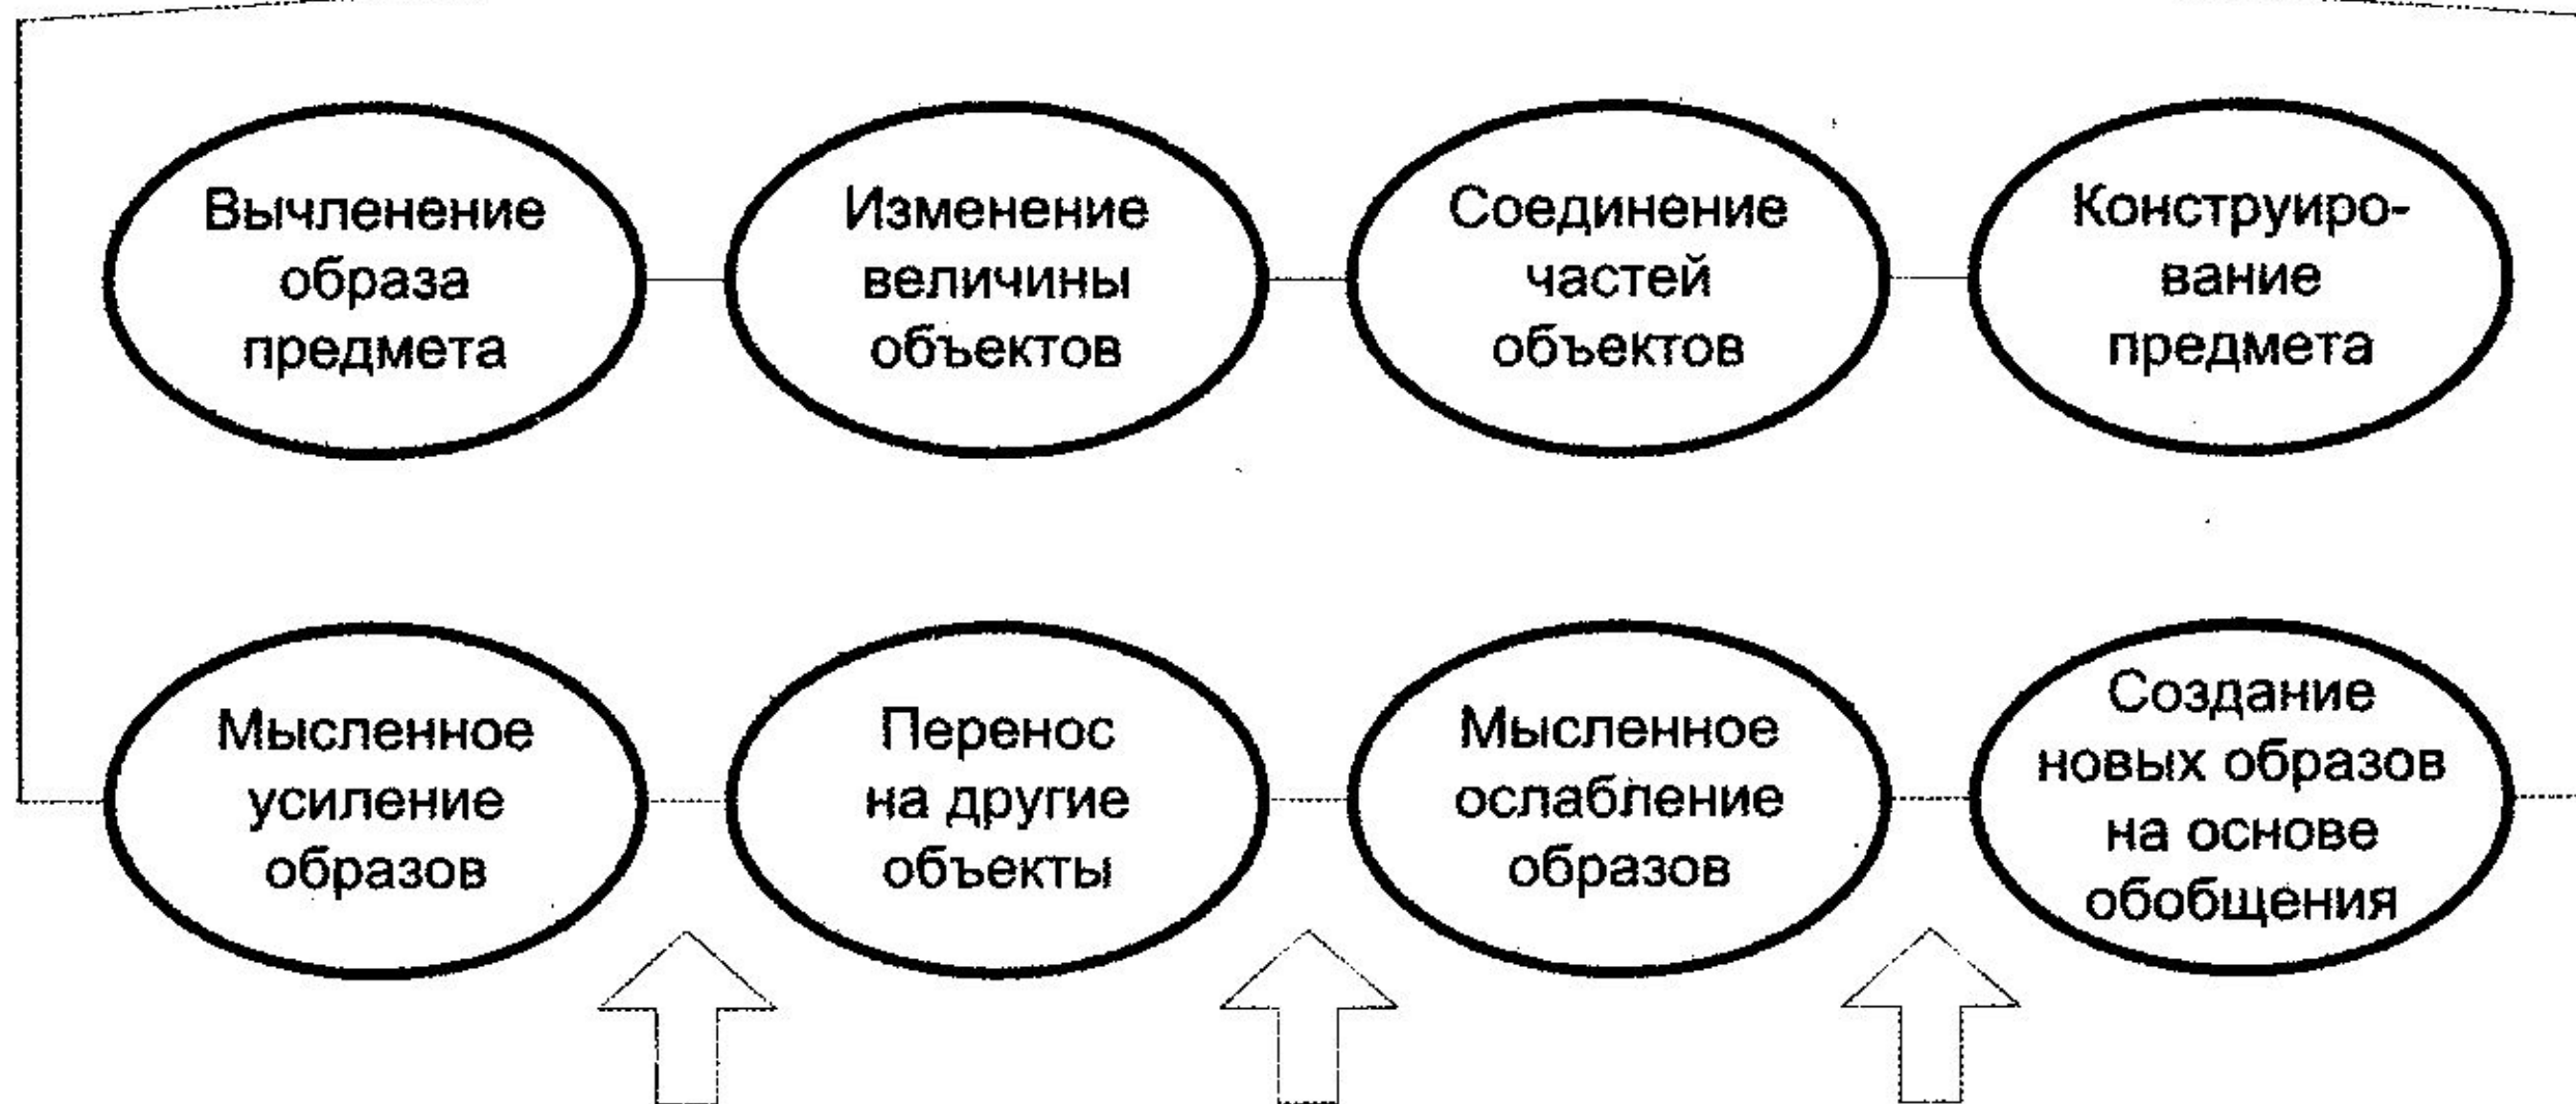 Вычленение
образа
предмета
Изменение
величины
объектов
Соединение
частей
объектов
Конструиро-
вание
предмета
Мысленное
усиление
образов
Перенос
на другие
объекты
Мысленное
ослабление
образов
Создание
новых образов
на основе
обобщения